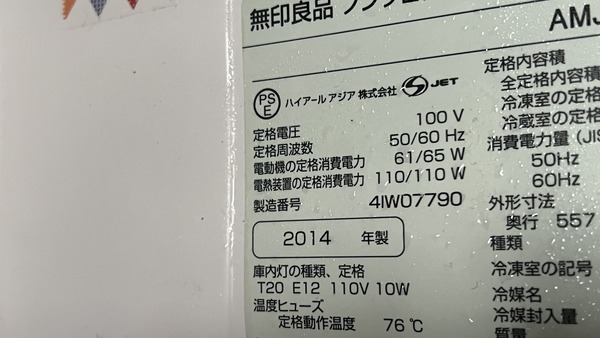 無印良品
AMJ
PS
E
ハイアール アジア 株式会社
S JET
定格電圧 100 V
定格周波数 50/60 Hz
電動機の定格消費電力 61/65 W
電熱装置の定格消費電力 110/110 W
製造番号 4IW07790
2014 年製
庫内灯の種類、定格
T20 E12 110V 10W
温度ヒューズ
定格動作温度 76℃
定格内容積
全定格内容積
冷凍室の定格
冷蔵室の定格
消費電力量 (JIS
50Hz
60Hz
外形寸法
奥行 557
種類
冷凍室の記号
冷媒名
冷媒封入量
質量